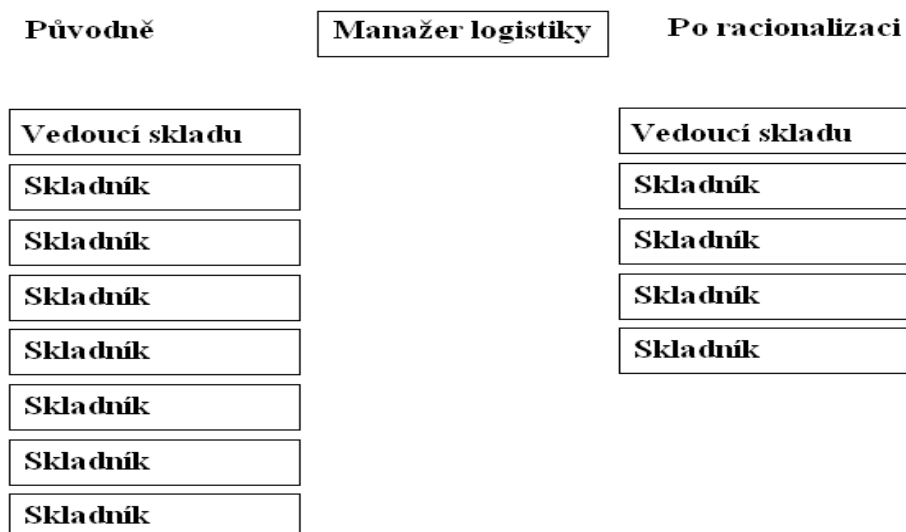 Původně
Manažer logistiky
Po racionalizaci
Vedoucí skladu
Skladník
Skladník
Skladník
Skladník
Skladník
Skladník
Skladník
Vedoucí skladu
Skladník
Skladník
Skladník
Skladník